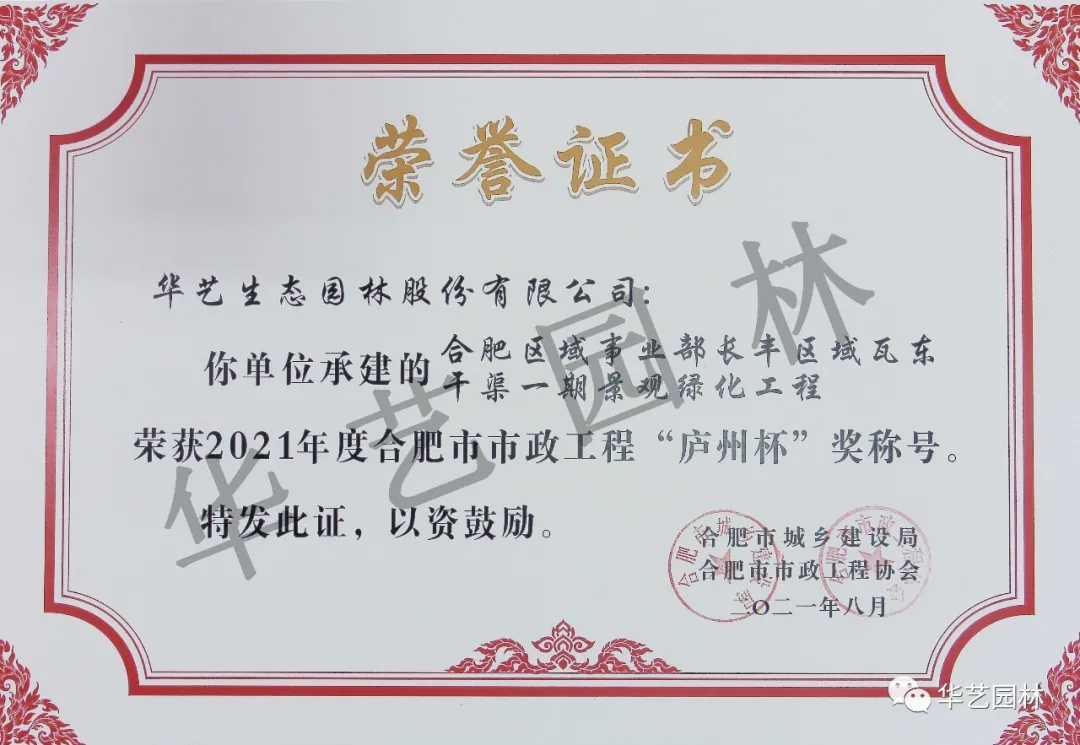 荣誉证书
华艺生态园林股份有限公司:
你单位承建的
合肥区域事业部长丰区域瓦东
干渠一期景观绿化工程
荣获2021年度合肥市市政工程“庐州杯”奖称号。
特发此证，以资鼓励。
合肥市城乡建设局
合肥市市政工程协会
二〇二一年八月
华艺园林
华艺园林